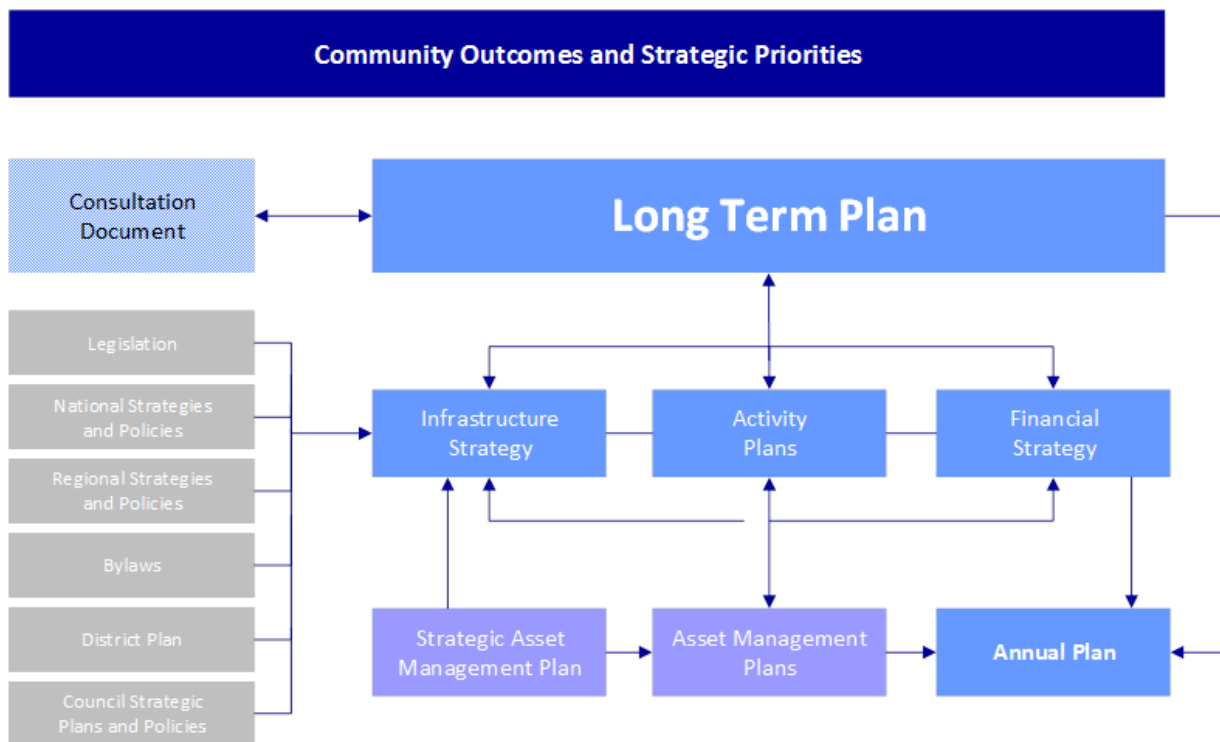 Community Outcomes and Strategic Priorities
Consultation
Document
Long Term Plan
Legislation
National Strategies
and Policies
Regional Strategies
and Policies
Bylaws
District Plan
Council Strategic
Plans and Policies
Infrastructure
Strategy
Activity
Plans
Financial
Strategy
Strategic Asset
Management Plan
Asset Management
Plans
Annual Plan